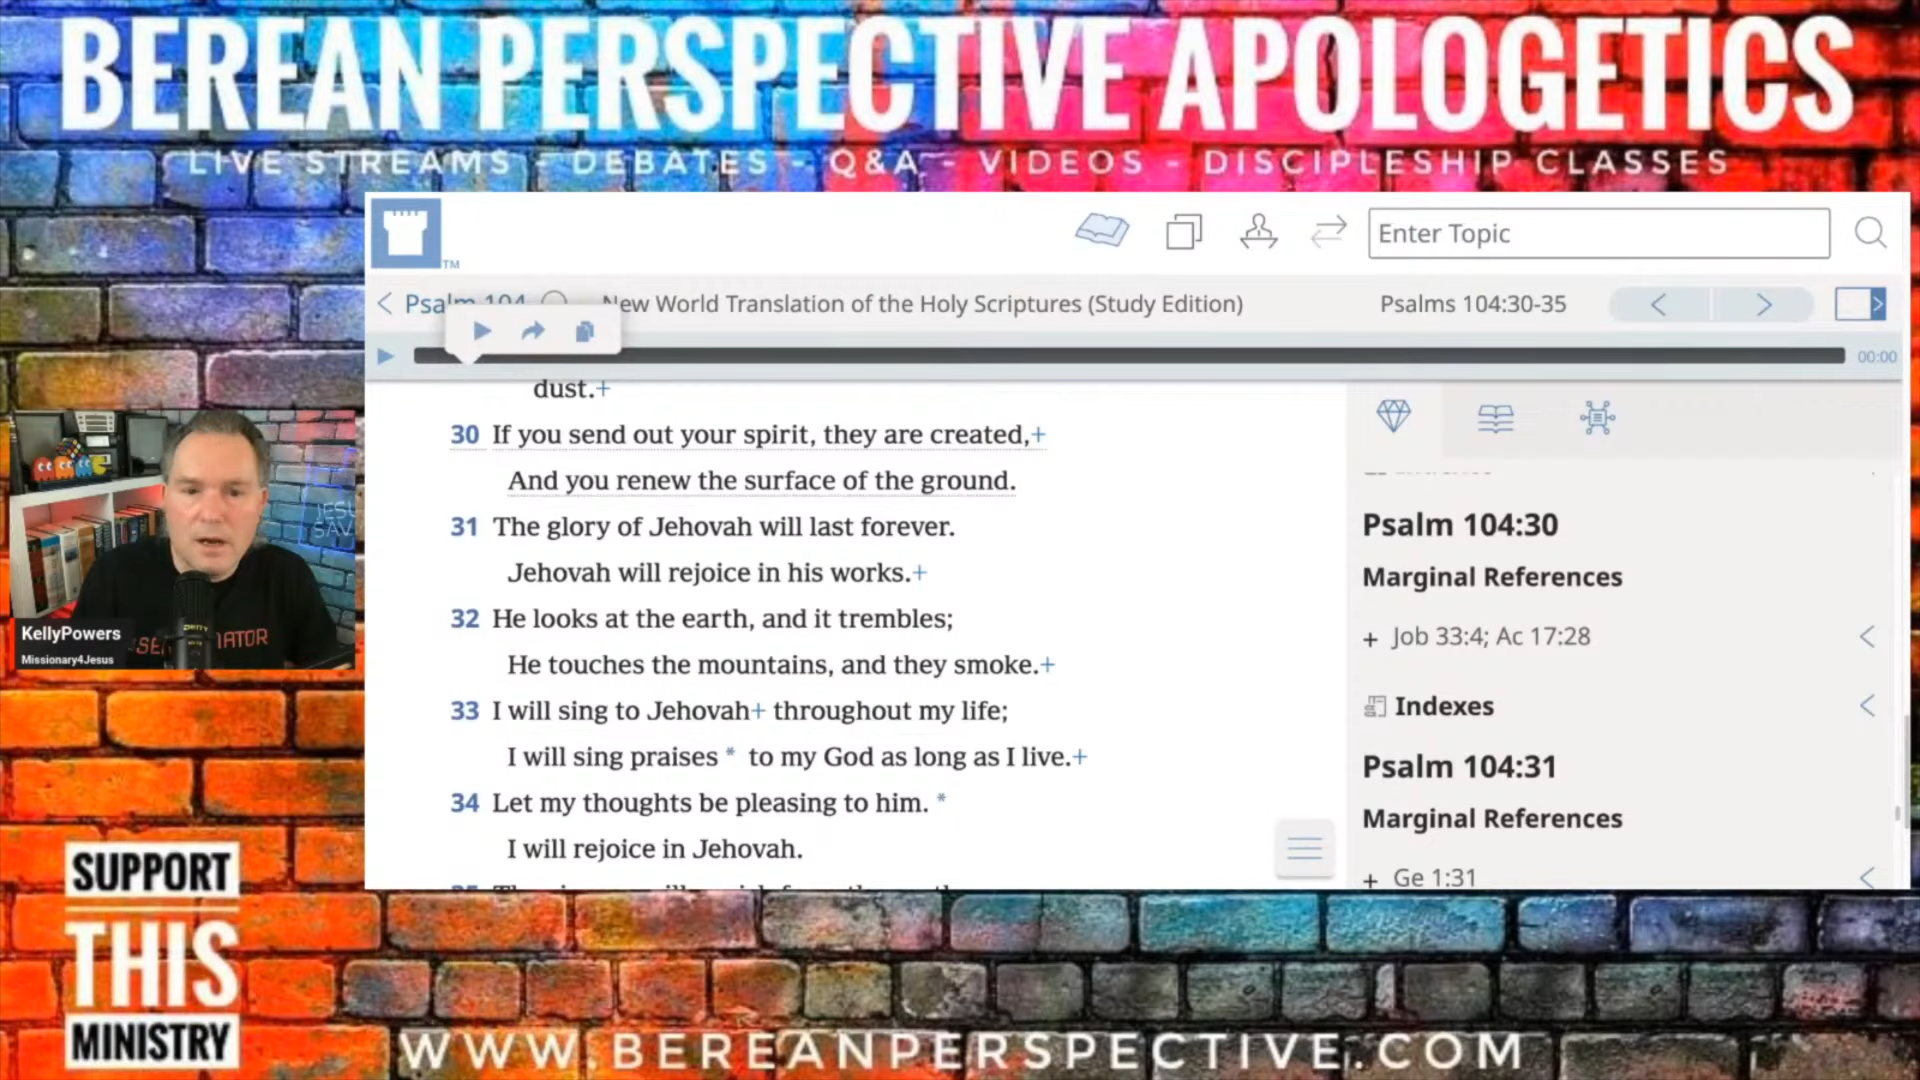 BEREAN PERSPECTIVE APOLOGETICS
LIVE STREAMS - DEBATES - Q&A - VIDEOS - DISCIPLESHIP CLASSES
TM
Enter Topic
Psalm 104
New World Translation of the Holy Scriptures (Study Edition)
Psalms 104:30-35
00:00
dust.+
30 If you send out your spirit, they are created,+
And you renew the surface of the ground.
31 The glory of Jehovah will last forever.
Jehovah will rejoice in his works.+
32 He looks at the earth, and it trembles;
He touches the mountains, and they smoke.+
33 I will sing to Jehovah+ throughout my life;
I will sing praises * to my God as long as I live.+
34 Let my thoughts be pleasing to him. *
I will rejoice in Jehovah.
Psalm 104:30
Marginal References
+ Job 33:4; Ac 17:28
Indexes
Psalm 104:31
Marginal References
+ Ge 1:31
KellyPowers
Missionary4Jesus
SUPPORT
THIS
MINISTRY
WWW.BEREANPERSPECTIVE.COM